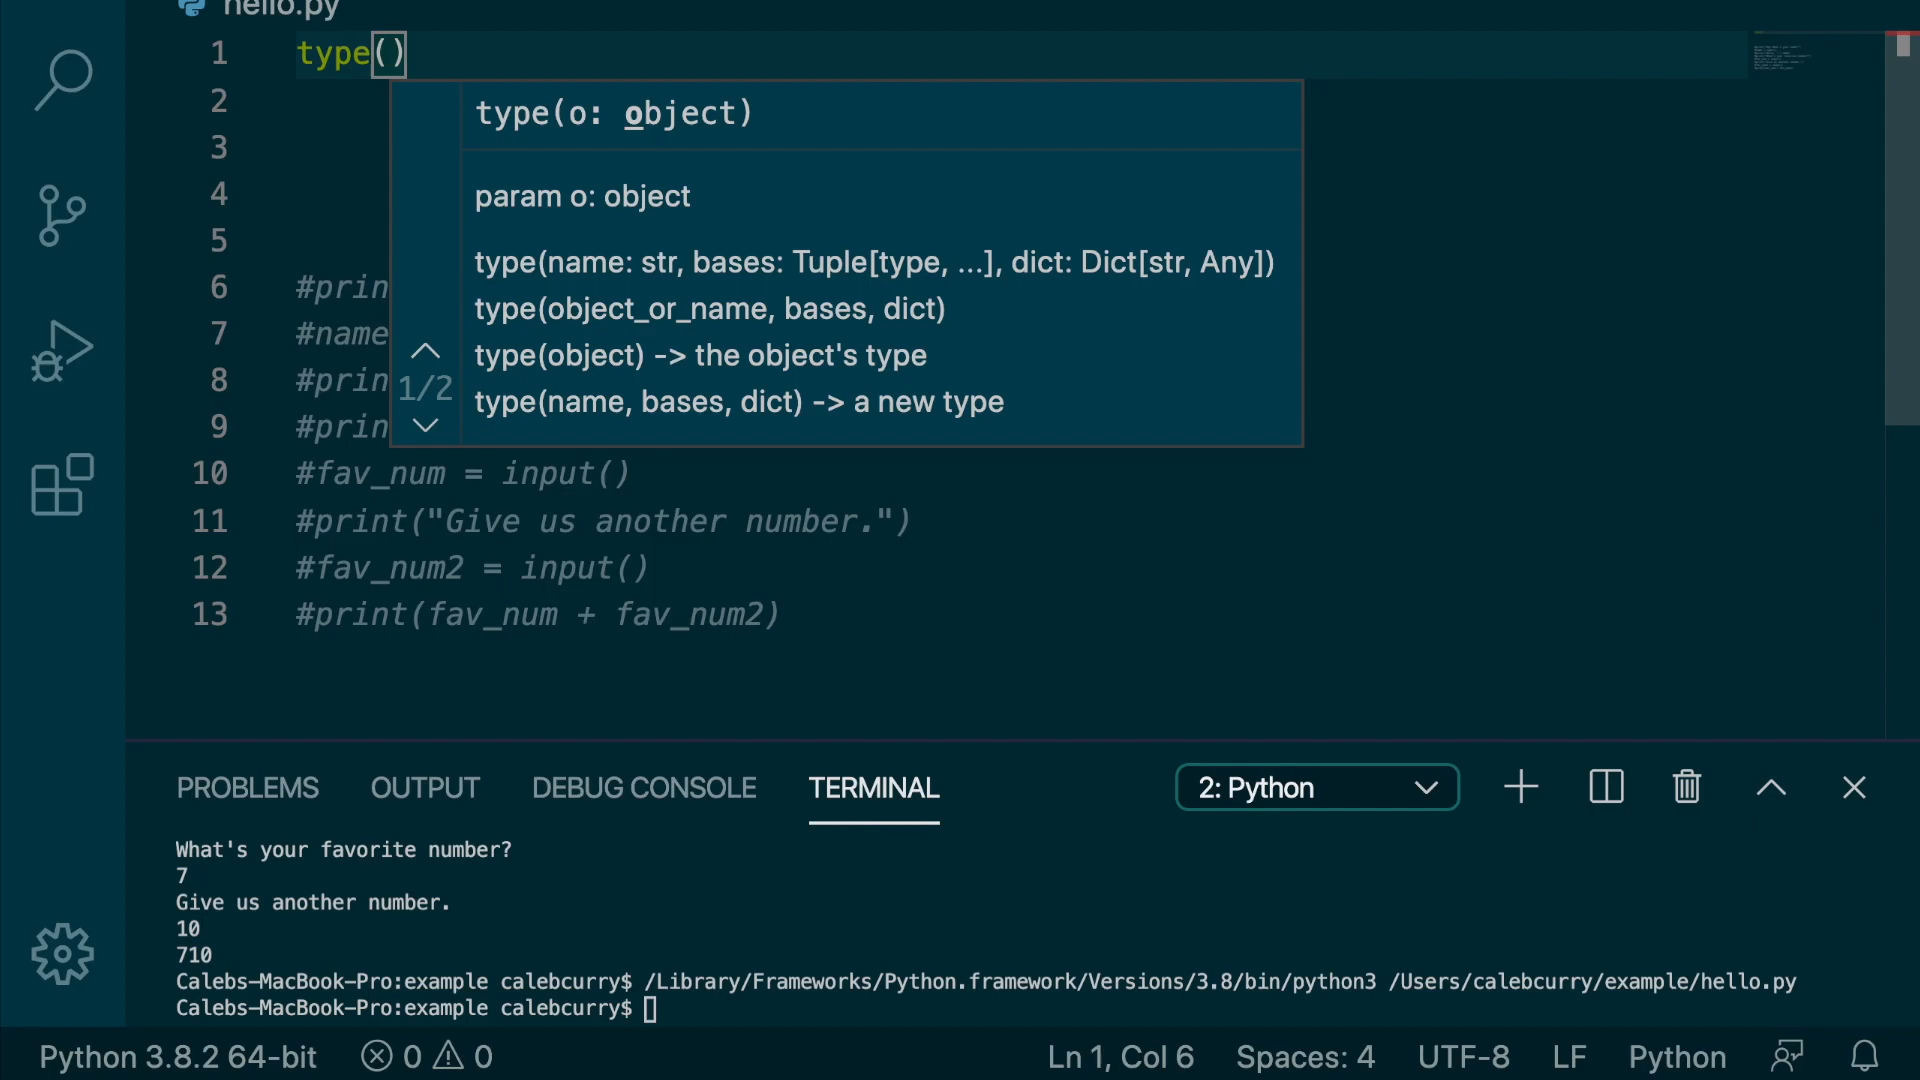 hello.py
1 type()
type(o: object)
param o: object
type(name: str, bases: Tuple[type, ...], dict: Dict[str, Any])
type(object_or_name, bases, dict)
type(object) -> the object's type
type(name, bases, dict) -> a new type
1/2
2
3
4
5
6 #prin
7 #name
8 #prin
9 #prin
10 #fav_num = input()
11 #print("Give us another number.")
12 #fav_num2 = input()
13 #print(fav_num + fav_num2)
PROBLEMS OUTPUT DEBUG CONSOLE TERMINAL 2: Python
What's your favorite number?
7
Give us another number.
10
710
Calebs-MacBook-Pro:example calebcurry$ /Library/Frameworks/Python.framework/Versions/3.8/bin/python3 /Users/calebcurry/example/hello.py
Calebs-MacBook-Pro:example calebcurry$
Python 3.8.2 64-bit 0 0 Ln 1, Col 6 Spaces: 4 UTF-8 LF Python